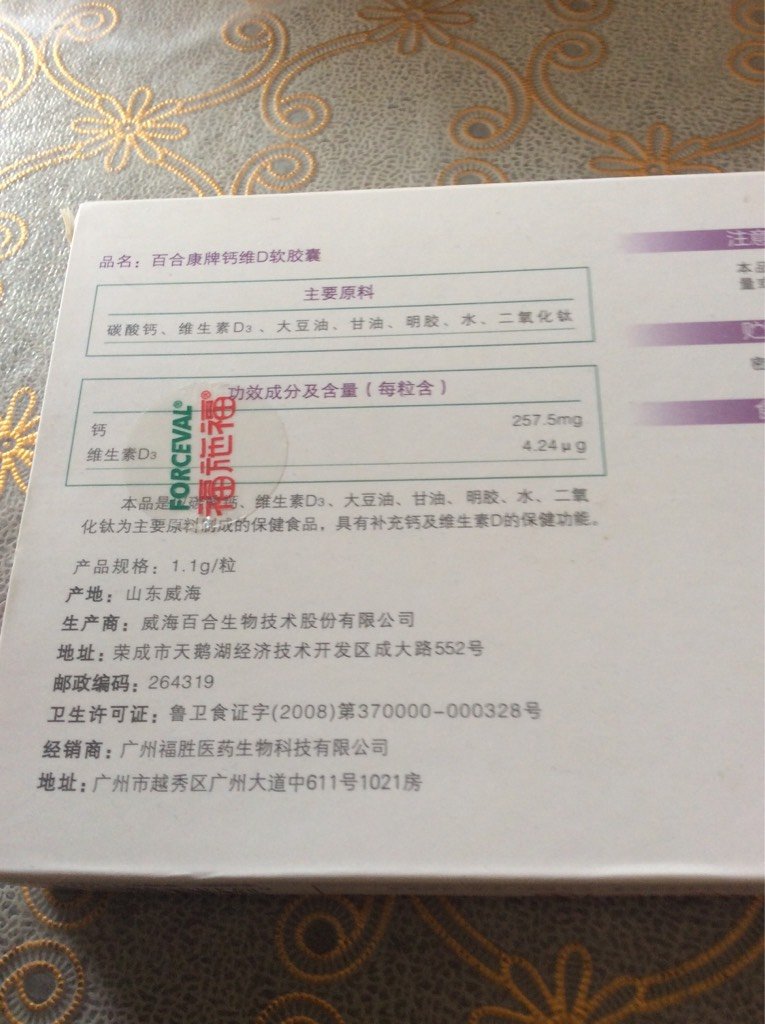 品名：百合康牌钙维D软胶囊
主要原料
碳酸钙、维生素D₃、大豆油、甘油、明胶、水、二氧化钛
功效成分及含量（每粒含）
钙 257.5mg
维生素D₃ 4.24μg
FORCEVAL®
福施福®
本品是以碳酸钙、维生素D₃、大豆油、甘油、明胶、水、二氧
化钛为主要原料制成的保健食品，具有补充钙及维生素D的保健功能。
产品规格：1.1g/粒
产地：山东威海
生产商：威海百合生物技术股份有限公司
地址：荣成市天鹅湖经济技术开发区成大路552号
邮政编码：264319
卫生许可证：鲁卫食证字(2008)第370000-000328号
经销商：广州福胜医药生物科技有限公司
地址：广州市越秀区广州大道中611号1021房
注意
本品
量或
贮
密